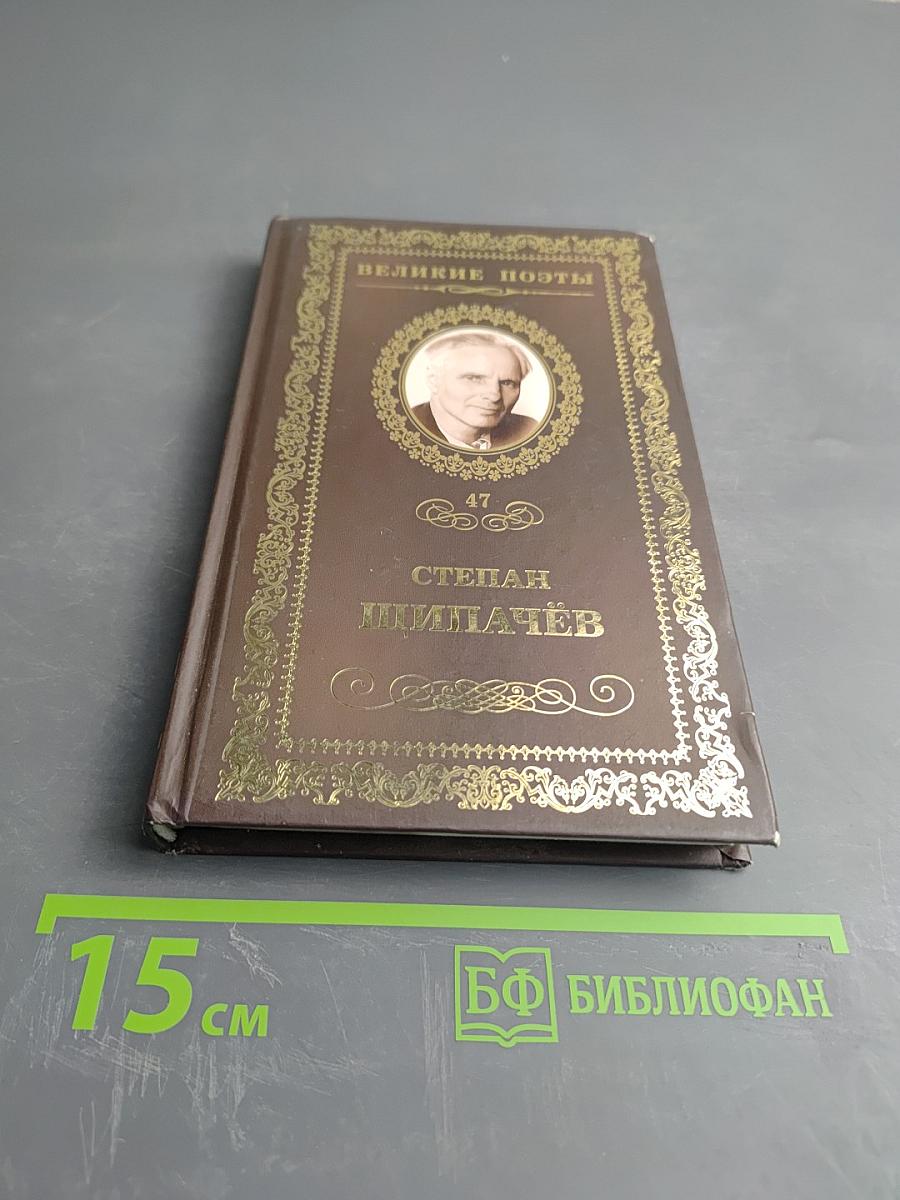 ВЕЛИКИЕ ПОЭТЫ
47
СТЕПАН
ЩИПАЧЁВ
15 см
БФ БИБЛИОФАН